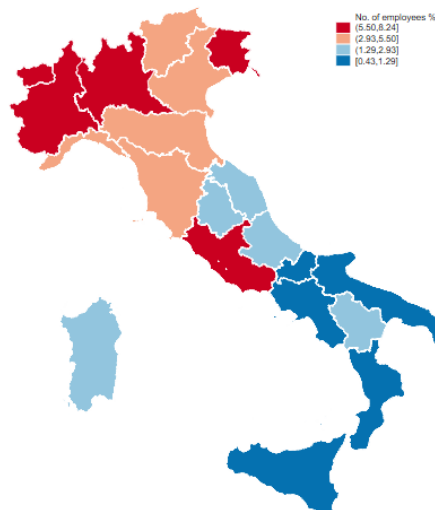 No. of employees %
(5.50,8.24]
(2.93,5.50]
(1.29,2.93]
[0.43,1.29]